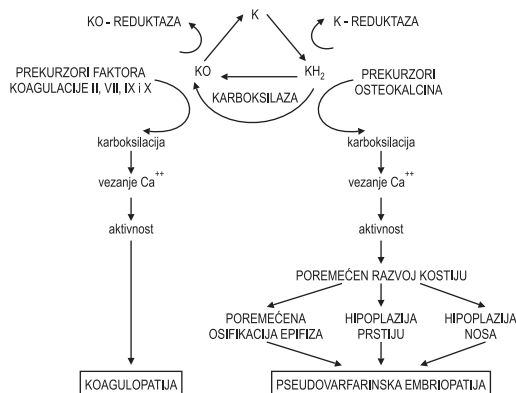 K
KO - REDUKTAZA
K - REDUKTAZA
PREKURZORI FAKTORA
KOAGULACIJE II, VII, IX i X
KO
KH₂
PREKURZORI
OSTEOKALCINA
KARBOKSILAZA
karboksilacija
karboksilacija
vezanje Ca⁺⁺
vezanje Ca⁺⁺
aktivnost
aktivnost
POREMEĆEN RAZVOJ KOSTIJU
POREMEĆENA
OSIFIKACIJA EPIFIZA
HIPOPLAZIJA
PRSTIJU
HIPOPLAZIJA
NOSA
KOAGULOPATIJA
PSEUDOVARFARINSKA EMBRIOPATIJA